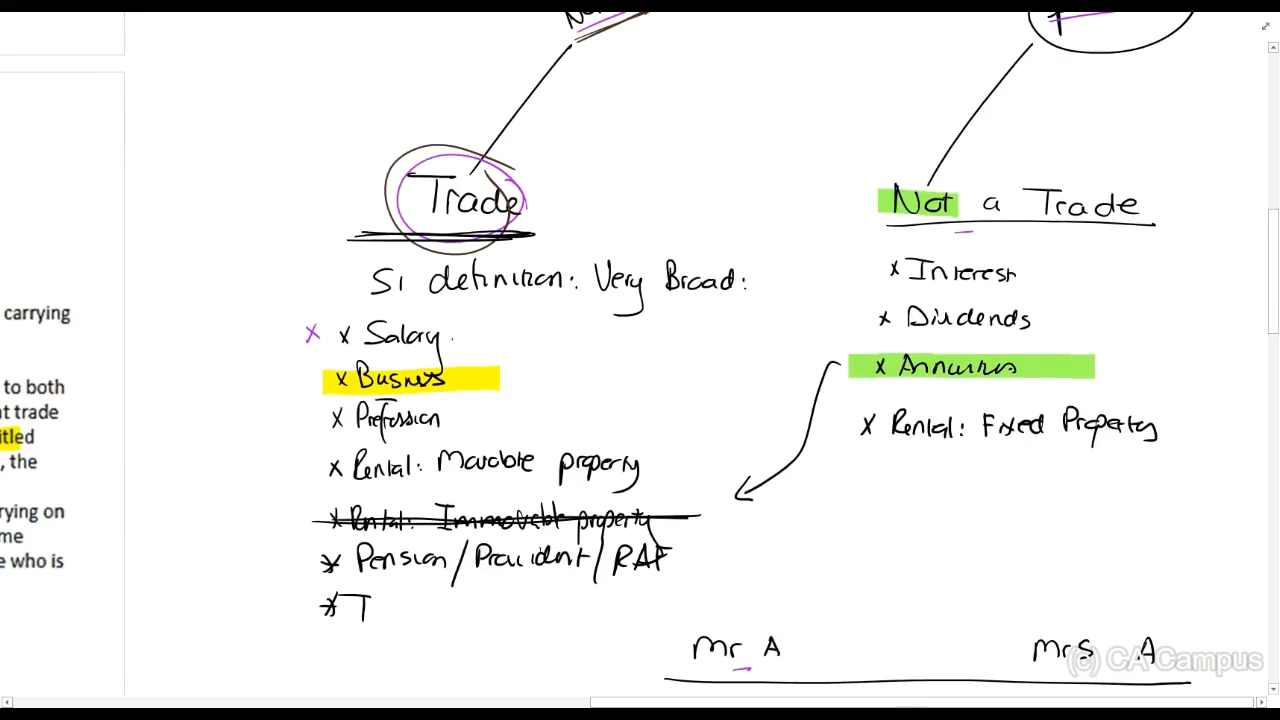 Trade
Not a Trade
S1 definition: Very Broad:
x Interest
carrying
x Dividends
x x Salary.
x Annuities
x Business
to both
x Profession
x Rental: Fixed Property
trade
itled
x Rental: Movable property
, the
x Rental: Immovable property
rying on
me
x Pension/Provident/RAF
e who is
x T
Mr A
Mrs A
(c) CA Campus